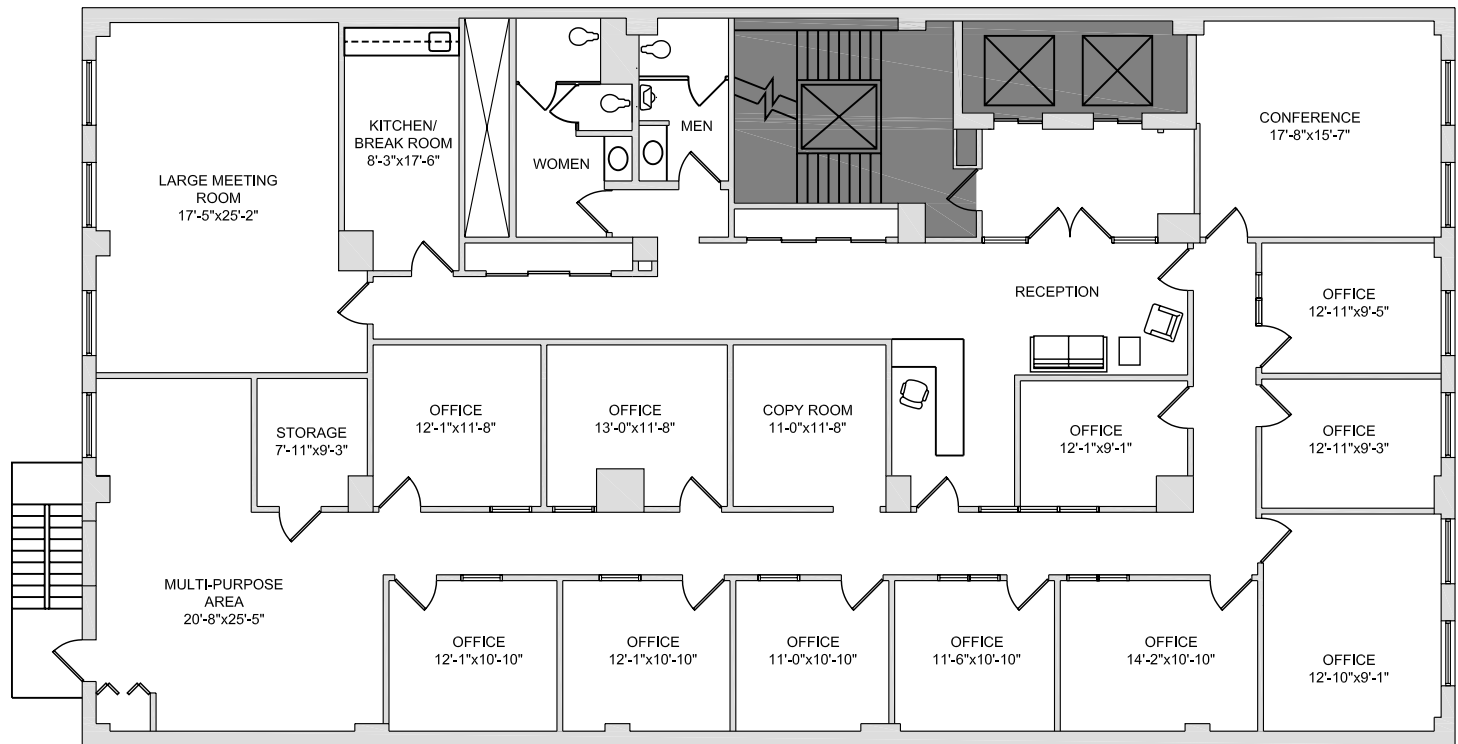 KITCHEN/
BREAK ROOM
8'-3"x17'-6"
MEN
WOMEN
CONFERENCE
17'-8"x15'-7"
LARGE MEETING
ROOM
17'-5"x25'-2"
RECEPTION
OFFICE
12'-11"x9'-5"
STORAGE
7'-11"x9'-3"
OFFICE
12'-1"x11'-8"
OFFICE
13'-0"x11'-8"
COPY ROOM
11-0"x11'-8"
OFFICE
12'-1"x9'-1"
OFFICE
12'-11"x9'-3"
MULTI-PURPOSE
AREA
20'-8"x25'-5"
OFFICE
12'-1"x10'-10"
OFFICE
12'-1"x10'-10"
OFFICE
11'-0"x10'-10"
OFFICE
11'-6"x10'-10"
OFFICE
14'-2"x10'-10"
OFFICE
12'-10"x9'-1"